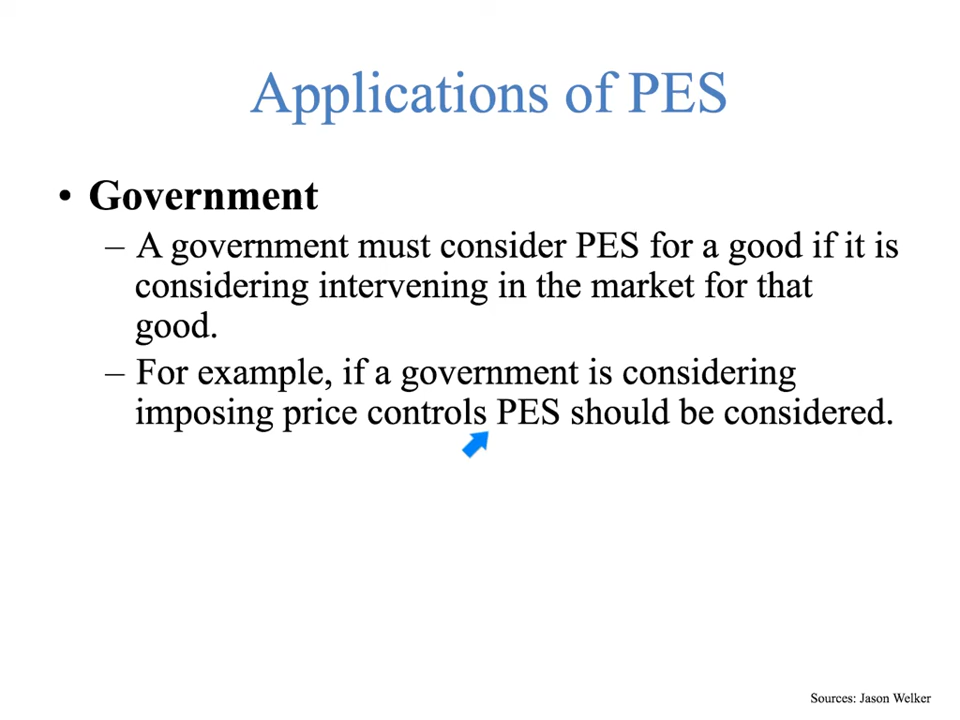 Applications of PES
• Government
– A government must consider PES for a good if it is
considering intervening in the market for that
good.
– For example, if a government is considering
imposing price controls PES should be considered.
Sources: Jason Welker